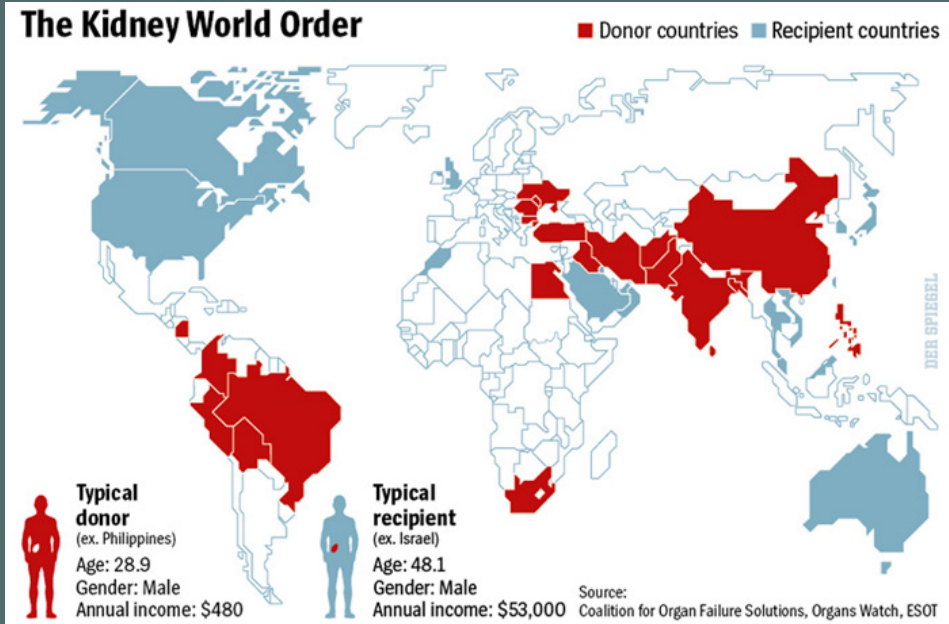 The Kidney World Order
Donor countries Recipient countries
DER SPIEGEL
Typical
donor
(ex. Philippines)
Age: 28.9
Gender: Male
Annual income: $480
Typical
recipient
(ex. Israel)
Age: 48.1
Gender: Male
Annual income: $53,000
Source:
Coalition for Organ Failure Solutions, Organs Watch, ESOT